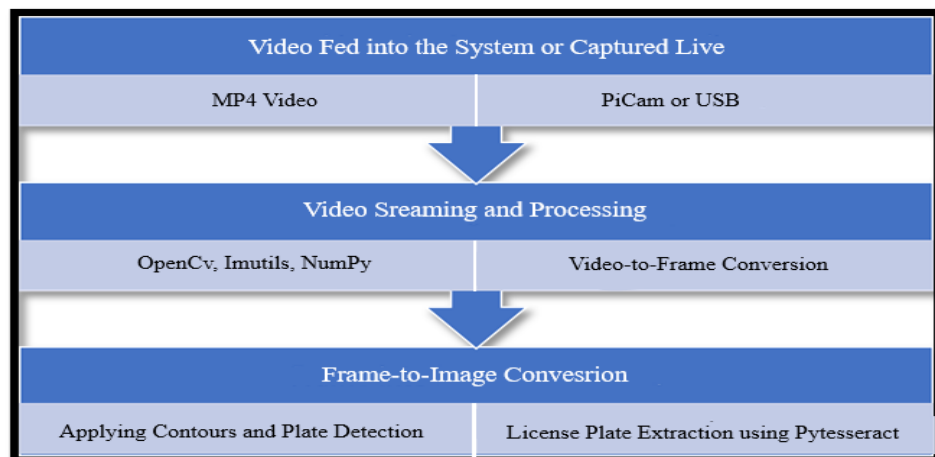 Video Fed into the System or Captured Live
MP4 Video
PiCam or USB
Video Sreaming and Processing
OpenCv, Imutils, NumPy
Video-to-Frame Conversion
Frame-to-Image Convesrion
Applying Contours and Plate Detection
License Plate Extraction using Pytesseract